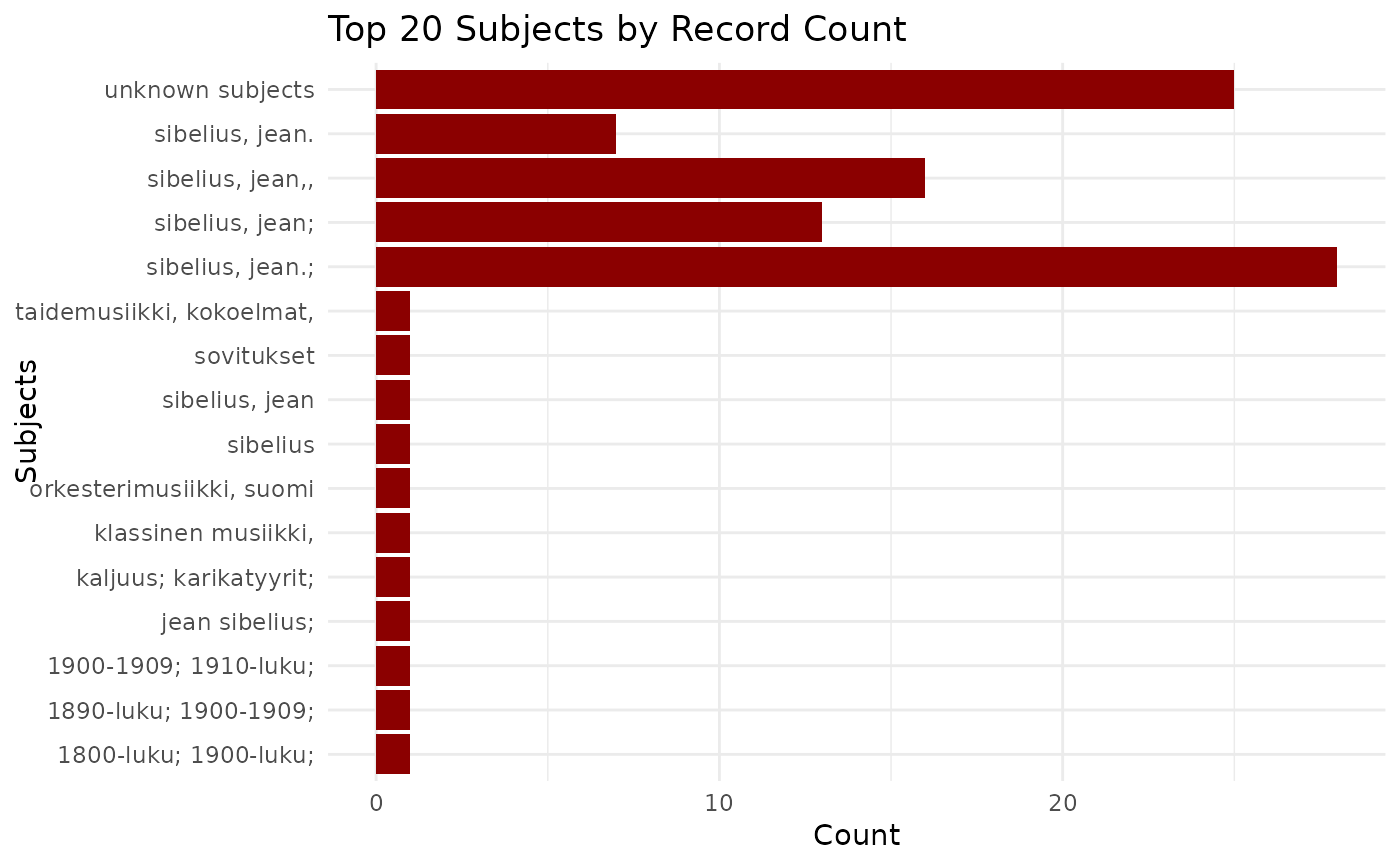 Top 20 Subjects by Record Count
unknown subjects
sibelius, jean.
sibelius, jean,,
sibelius, jean;
sibelius, jean.;
taidemusiikki, kokoelmat,
sovitukset
sibelius, jean
sibelius
orkesterimusiikki, suomi
klassinen musiikki,
kaljuus; karikatyyrit;
jean sibelius;
1900-1909; 1910-luku;
1890-luku; 1900-1909;
1800-luku; 1900-luku;
Subjects
0 10 20
Count